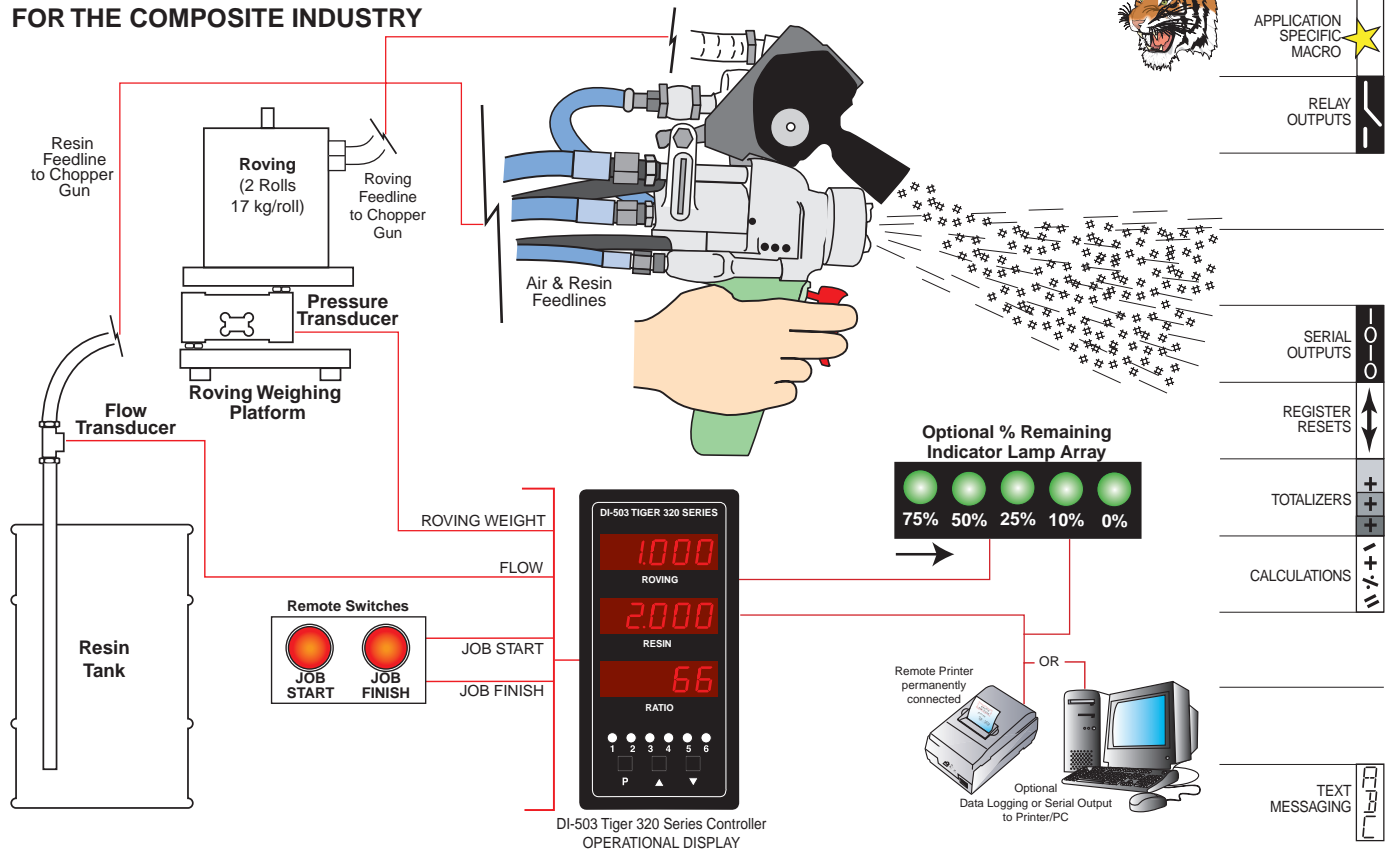 FOR THE COMPOSITE INDUSTRY
APPLICATION
SPECIFIC
MACRO
RELAY
OUTPUTS
Resin
Feedline
to Chopper
Gun
Roving
(2 Rolls
17 kg/roll)
Roving
Feedline
to Chopper
Gun
Air & Resin
Feedlines
Pressure
Transducer
Roving Weighing
Platform
Flow
Transducer
SERIAL
OUTPUTS
REGISTER
RESETS
TOTALIZERS
CALCULATIONS
Optional % Remaining
Indicator Lamp Array
75% 50% 25% 10% 0%
ROVING WEIGHT
FLOW
JOB START
JOB FINISH
Remote Switches
JOB
START
JOB
FINISH
Resin
Tank
DI-503 TIGER 320 SERIES
1.000
ROVING
2.000
RESIN
66
RATIO
1 2 3 4 5 6
P ▲ ▼
DI-503 Tiger 320 Series Controller
OPERATIONAL DISPLAY
Remote Printer
permanently
connected
OR
Optional
Data Logging or Serial Output
to Printer/PC
TEXT
MESSAGING